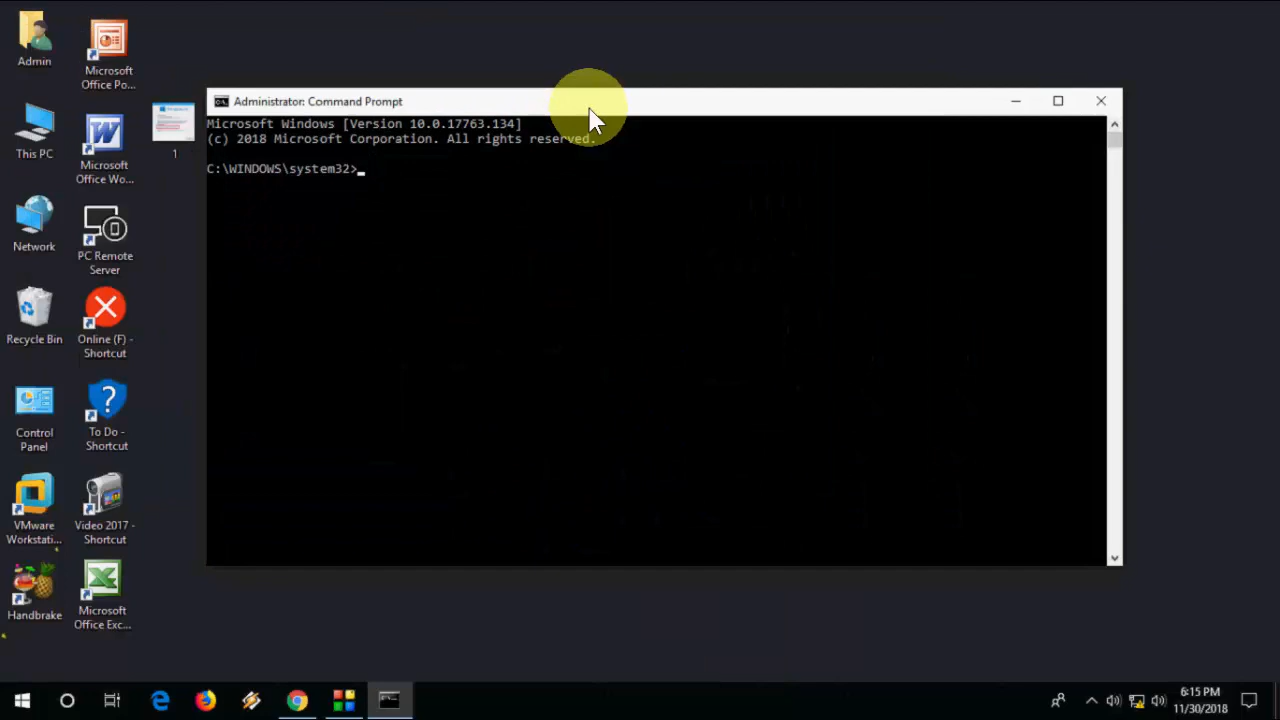 Admin
Microsoft
Office Po...
This PC
Microsoft
Office Wo...
1
Network
PC Remote
Server
Recycle Bin
Online (F) -
Shortcut
Control
Panel
To Do -
Shortcut
VMware
Workstati...
Video 2017 -
Shortcut
Handbrake
Microsoft
Office Exc...
Administrator: Command Prompt
Microsoft Windows [Version 10.0.17763.134]
(c) 2018 Microsoft Corporation. All rights reserved.
C:\WINDOWS\system32>
6:15 PM
11/30/2018